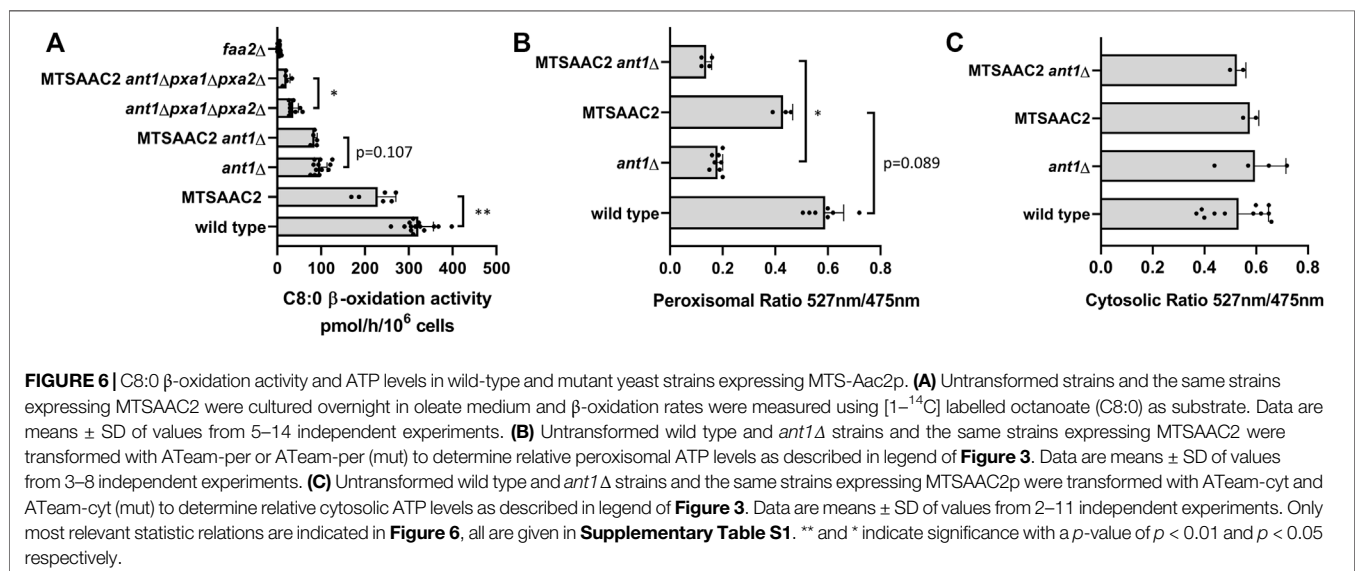 A
faa2Δ
MTSAAC2 ant1Δpxa1Δpxa2Δ
*
ant1Δpxa1Δpxa2Δ
MTSAAC2 ant1Δ
p=0.107
ant1Δ
MTSAAC2
**
wild type
0 100 200 300 400 500
C8:0 β-oxidation activity
pmol/h/10⁶ cells
B
MTSAAC2 ant1Δ
MTSAAC2
*
p=0.089
ant1Δ
wild type
0.0 0.2 0.4 0.6 0.8
Peroxisomal Ratio 527nm/475nm
C
MTSAAC2 ant1Δ
MTSAAC2
ant1Δ
wild type
0.0 0.2 0.4 0.6 0.8
Cytosolic Ratio 527nm/475nm
FIGURE 6 | C8:0 β-oxidation activity and ATP levels in wild-type and mutant yeast strains expressing MTS-Aac2p. (A) Untransformed strains and the same strains
expressing MTSAAC2 were cultured overnight in oleate medium and β-oxidation rates were measured using [1–¹⁴C] labelled octanoate (C8:0) as substrate. Data are
means ± SD of values from 5–14 independent experiments. (B) Untransformed wild type and ant1Δ strains and the same strains expressing MTSAAC2 were
transformed with ATeam-per or ATeam-per (mut) to determine relative peroxisomal ATP levels as described in legend of Figure 3. Data are means ± SD of values
from 3–8 independent experiments. (C) Untransformed wild type and ant1Δ strains and the same strains expressing MTSAAC2p were transformed with ATeam-cyt and
ATeam-cyt (mut) to determine relative cytosolic ATP levels as described in legend of Figure 3. Data are means ± SD of values from 2–11 independent experiments. Only
most relevant statistic relations are indicated in Figure 6, all are given in Supplementary Table S1. ** and * indicate significance with a p-value of p < 0.01 and p < 0.05
respectively.